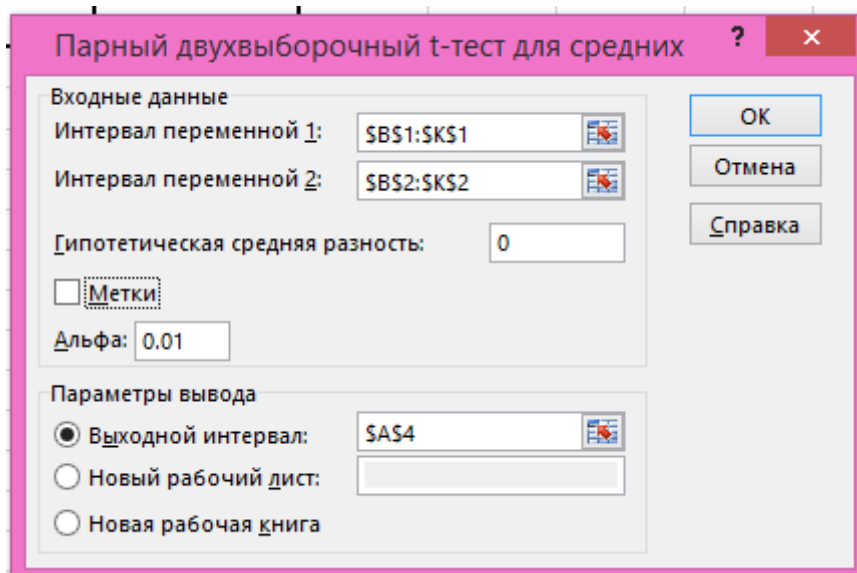 Парный двухвыборочный t-тест для средних ? ×
Входные данные
Интервал переменной 1: $B$1:$K$1
Интервал переменной 2: $B$2:$K$2
Гипотетическая средняя разность: 0
Метки
Альфа: 0.01
Параметры вывода
Выходной интервал: $A$4
Новый рабочий лист:
Новая рабочая книга
ОК
Отмена
Справка